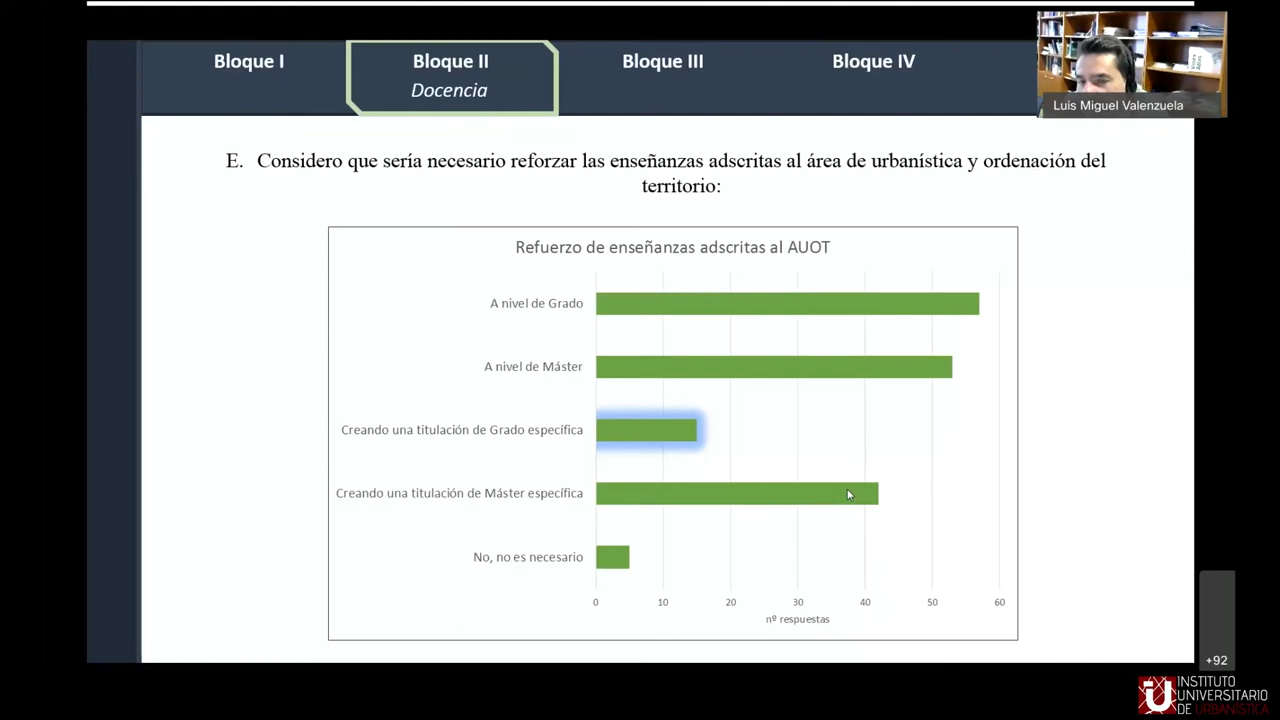 Bloque I
Bloque II
Docencia
Bloque III
Bloque IV
Luis Miguel Valenzuela
E. Considero que sería necesario reforzar las enseñanzas adscritas al área de urbanística y ordenación del
territorio:
Refuerzo de enseñanzas adscritas al AUOT
A nivel de Grado
A nivel de Máster
Creando una titulación de Grado específica
Creando una titulación de Máster específica
No, no es necesario
0 10 20 30 40 50 60
nº respuestas
+92
INSTITUTO
UNIVERSITARIO
DE URBANÍSTICA